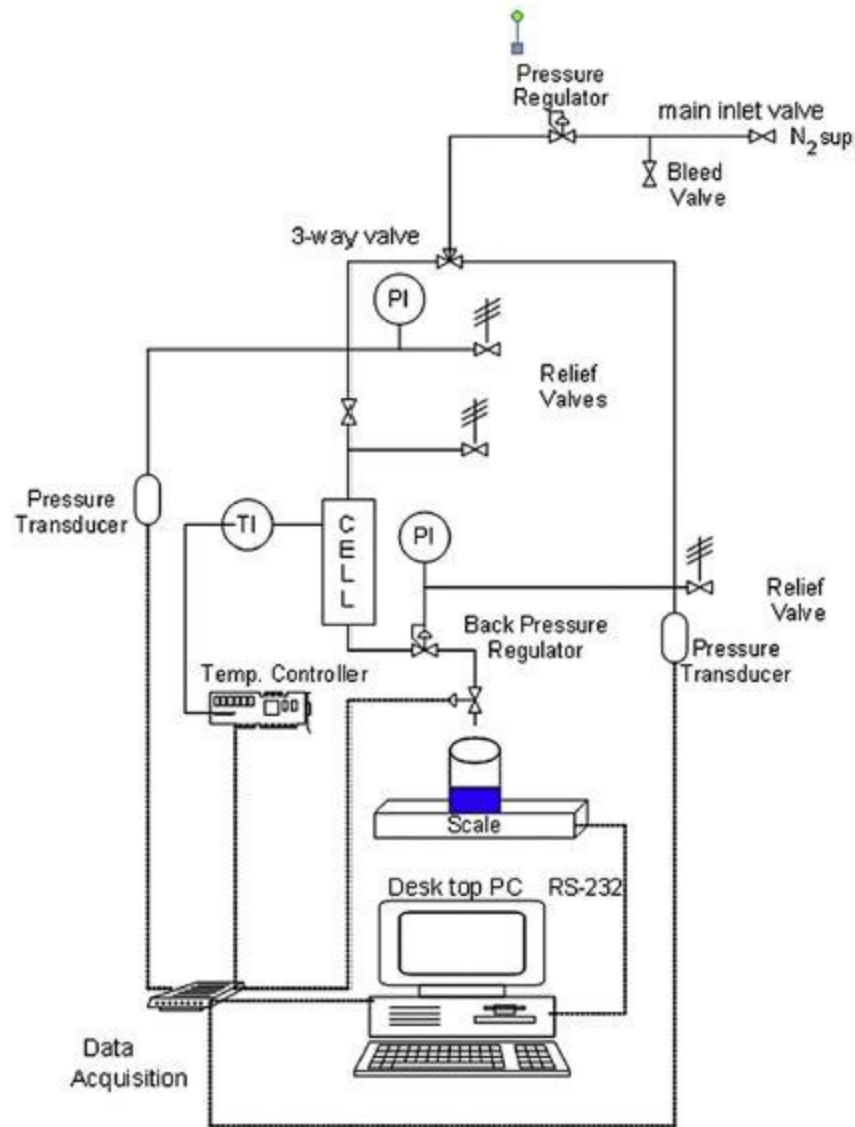 Pressure
Regulator
main inlet valve
N2 sup
Bleed
Valve
3-way valve
PI
Relief
Valves
Pressure
Transducer
TI
C
E
L
L
PI
Relief
Valve
Back Pressure
Regulator
Pressure
Transducer
Temp. Controller
Scale
Desk top PC RS-232
Data
Acquisition